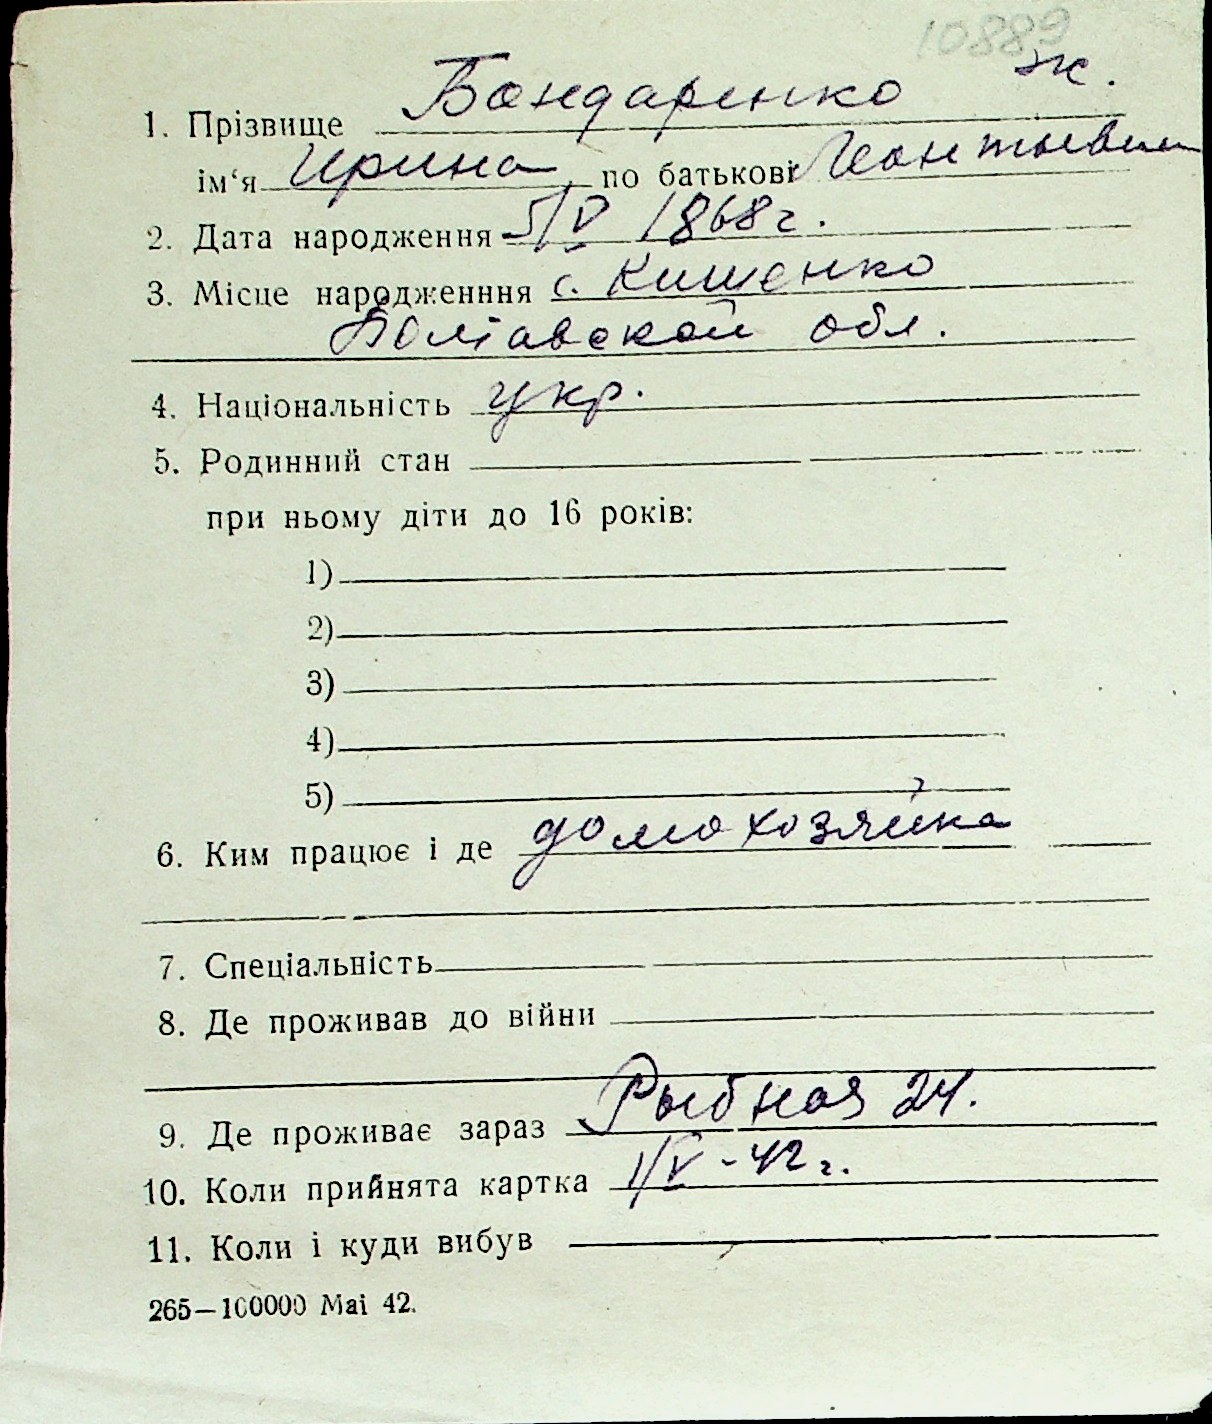 10889
ж.
1. Прізвище Бондаренко
ім‘я Ирина по батькові
2. Дата народження 5/V 1868 г.
3. Місце народженння с. Кишенко
Полтавской обл.
4. Національність укр.
5. Родинний стан
при ньому діти до 16 років:
1)
2)
3)
4)
5)
6. Ким працює і де домохозяйка
7. Спеціальність
8. Де проживав до війни
9. Де проживає зараз Рыбная 24.
10. Коли прийнята картка 1/V - 42 г.
11. Коли і куди вибув
265—100000 Mai 42.